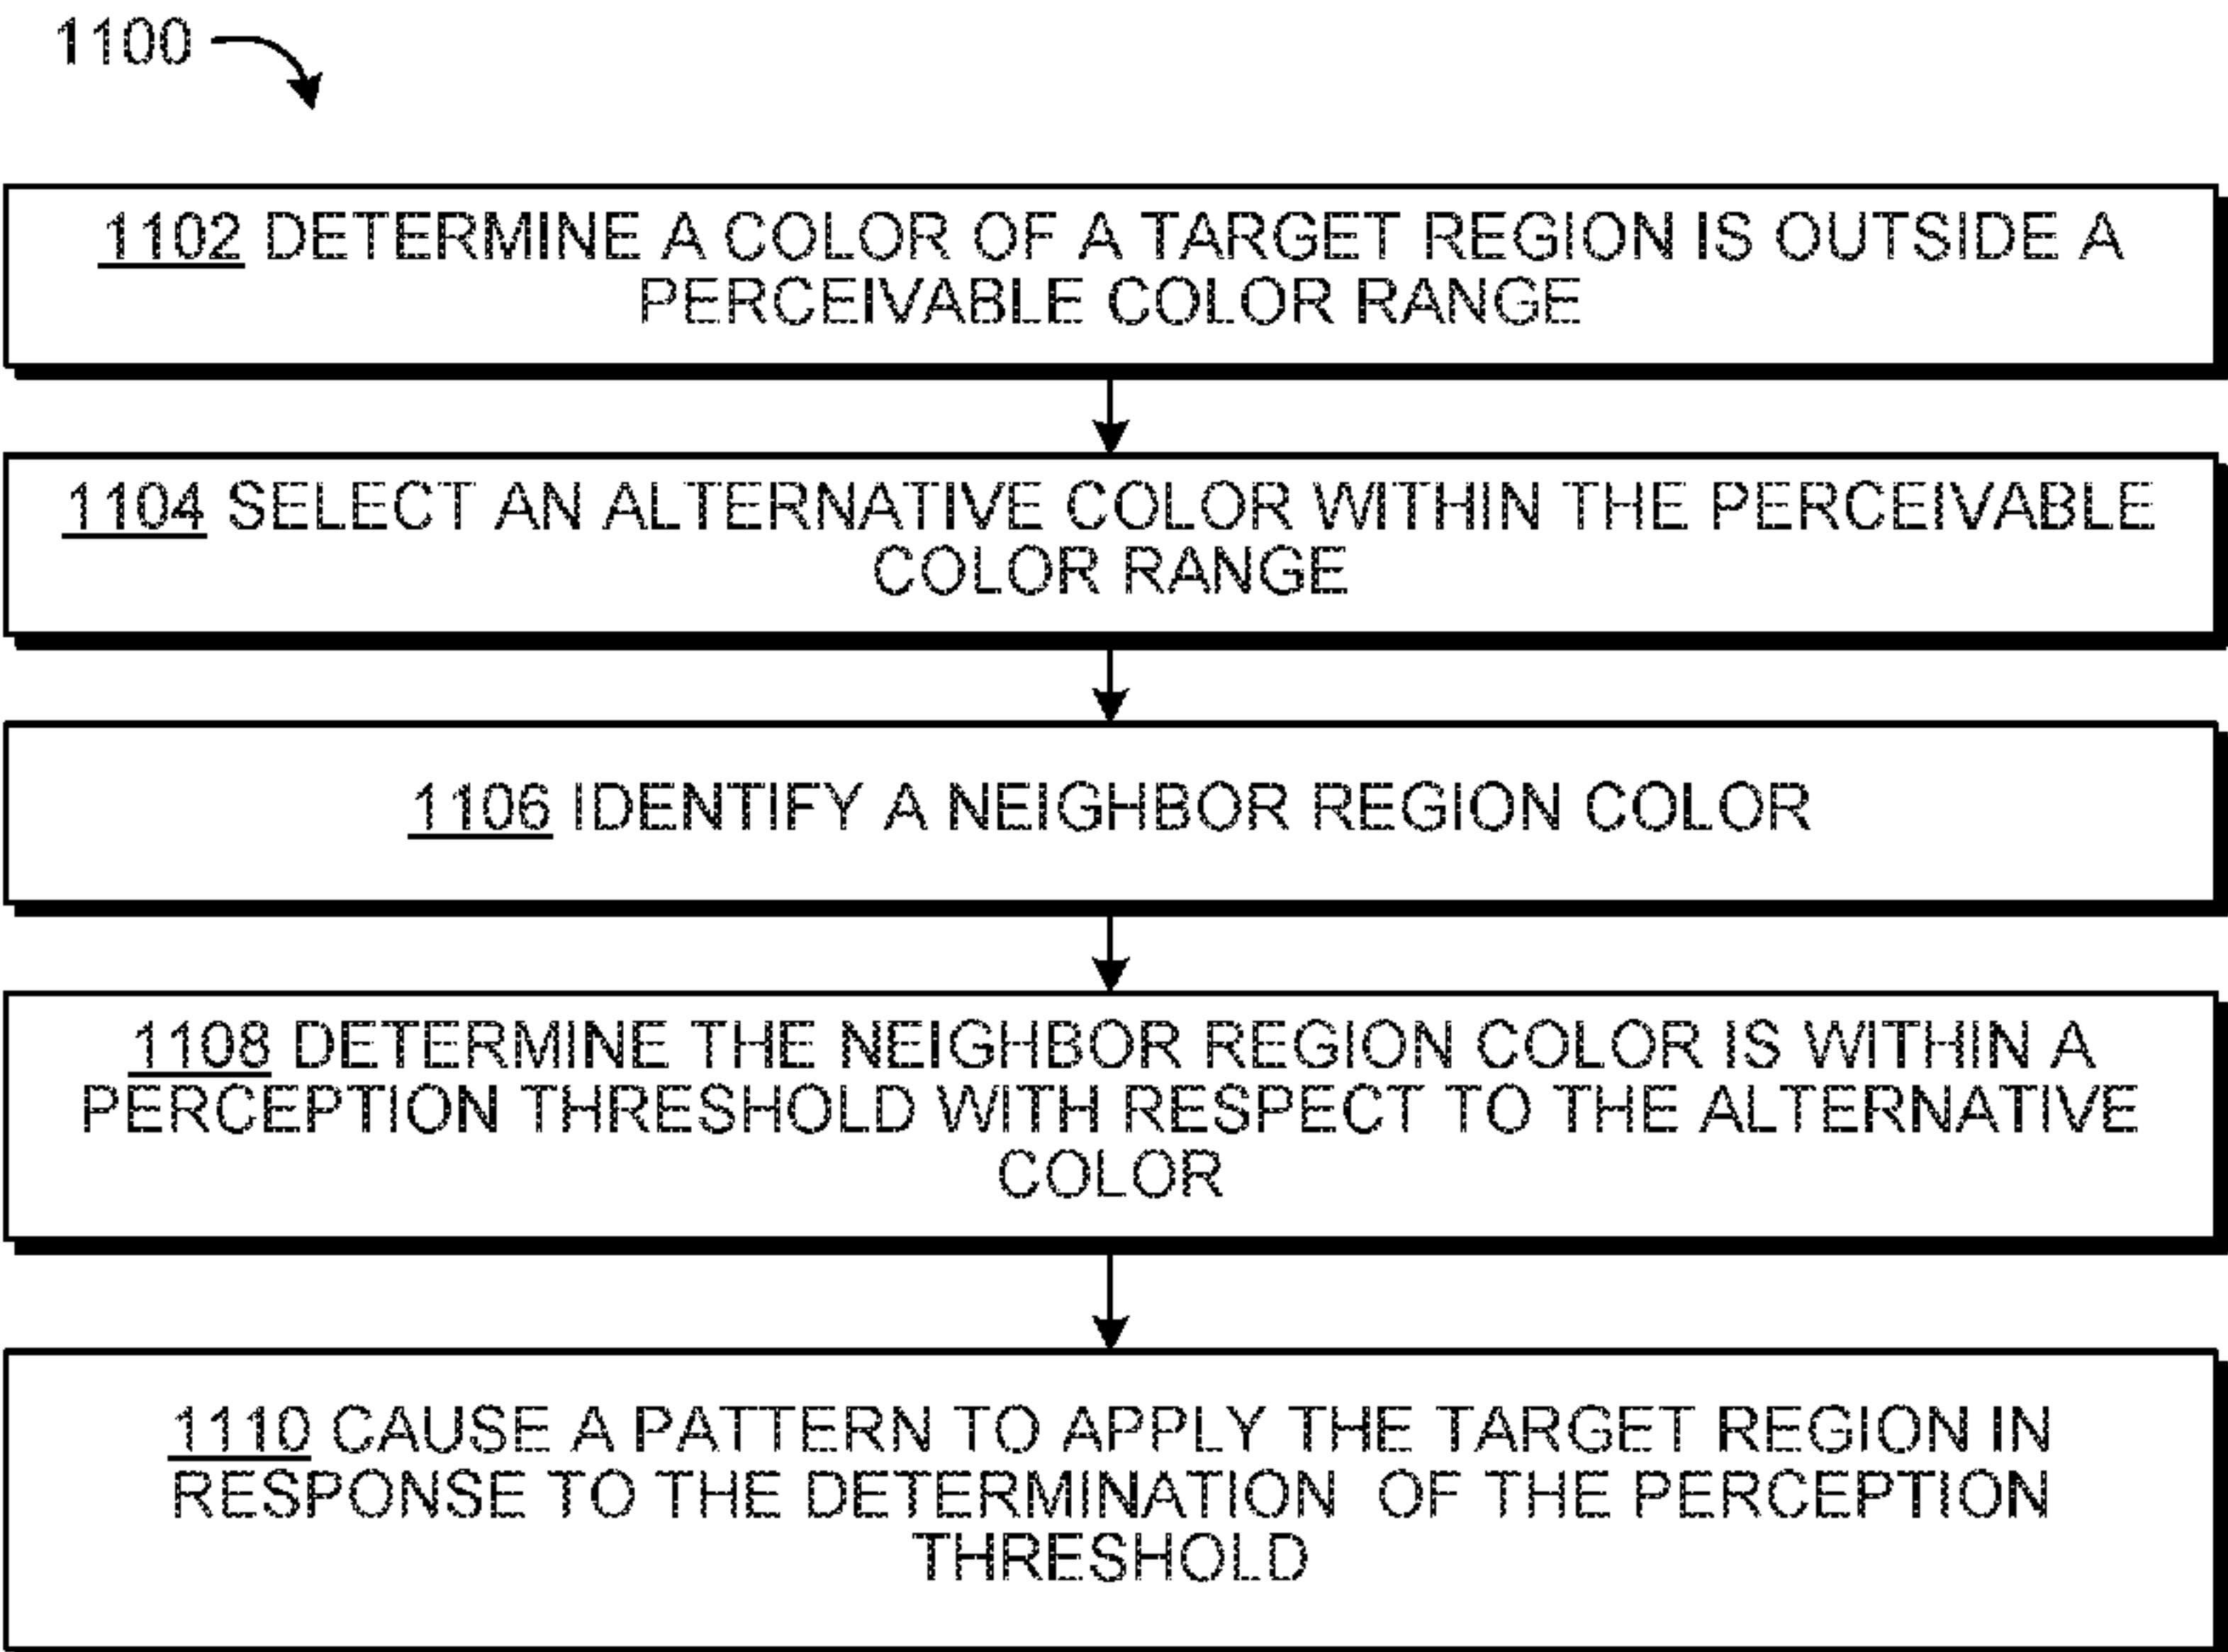 1100
1102 DETERMINE A COLOR OF A TARGET REGION IS OUTSIDE A
PERCEIVABLE COLOR RANGE
1104 SELECT AN ALTERNATIVE COLOR WITHIN THE PERCEIVABLE
COLOR RANGE
1106 IDENTIFY A NEIGHBOR REGION COLOR
1108 DETERMINE THE NEIGHBOR REGION COLOR IS WITHIN A
PERCEPTION THRESHOLD WITH RESPECT TO THE ALTERNATIVE
COLOR
1110 CAUSE A PATTERN TO APPLY THE TARGET REGION IN
RESPONSE TO THE DETERMINATION OF THE PERCEPTION
THRESHOLD